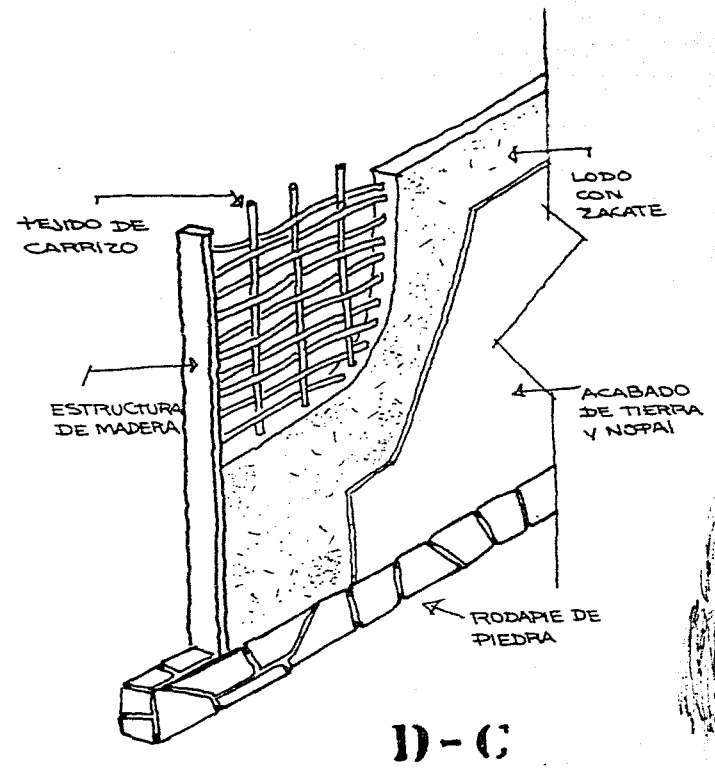 TEJIDO DE
CARRIZO
LODO
CON
ZACATE
ESTRUCTURA
DE MADERA
ACABADO
DE TIERRA
Y NOPAL
RODAPIE DE
PIEDRA
D-C